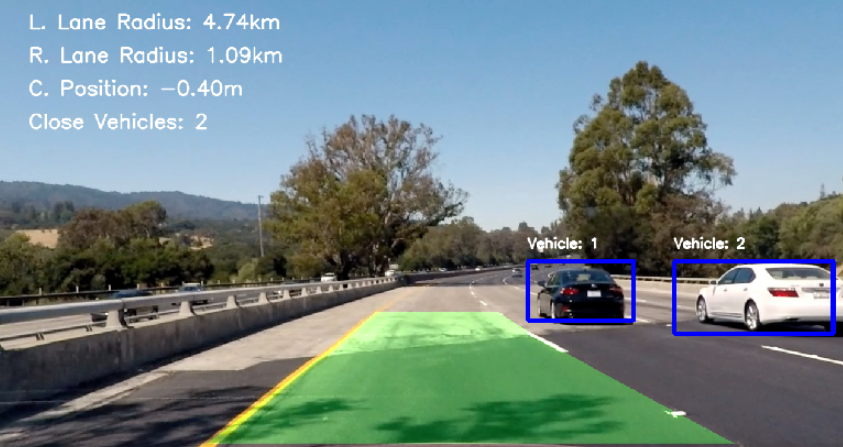 L. Lane Radius: 4.74km
R. Lane Radius: 1.09km
C. Position: −0.40m
Close Vehicles: 2
Vehicle: 1
Vehicle: 2